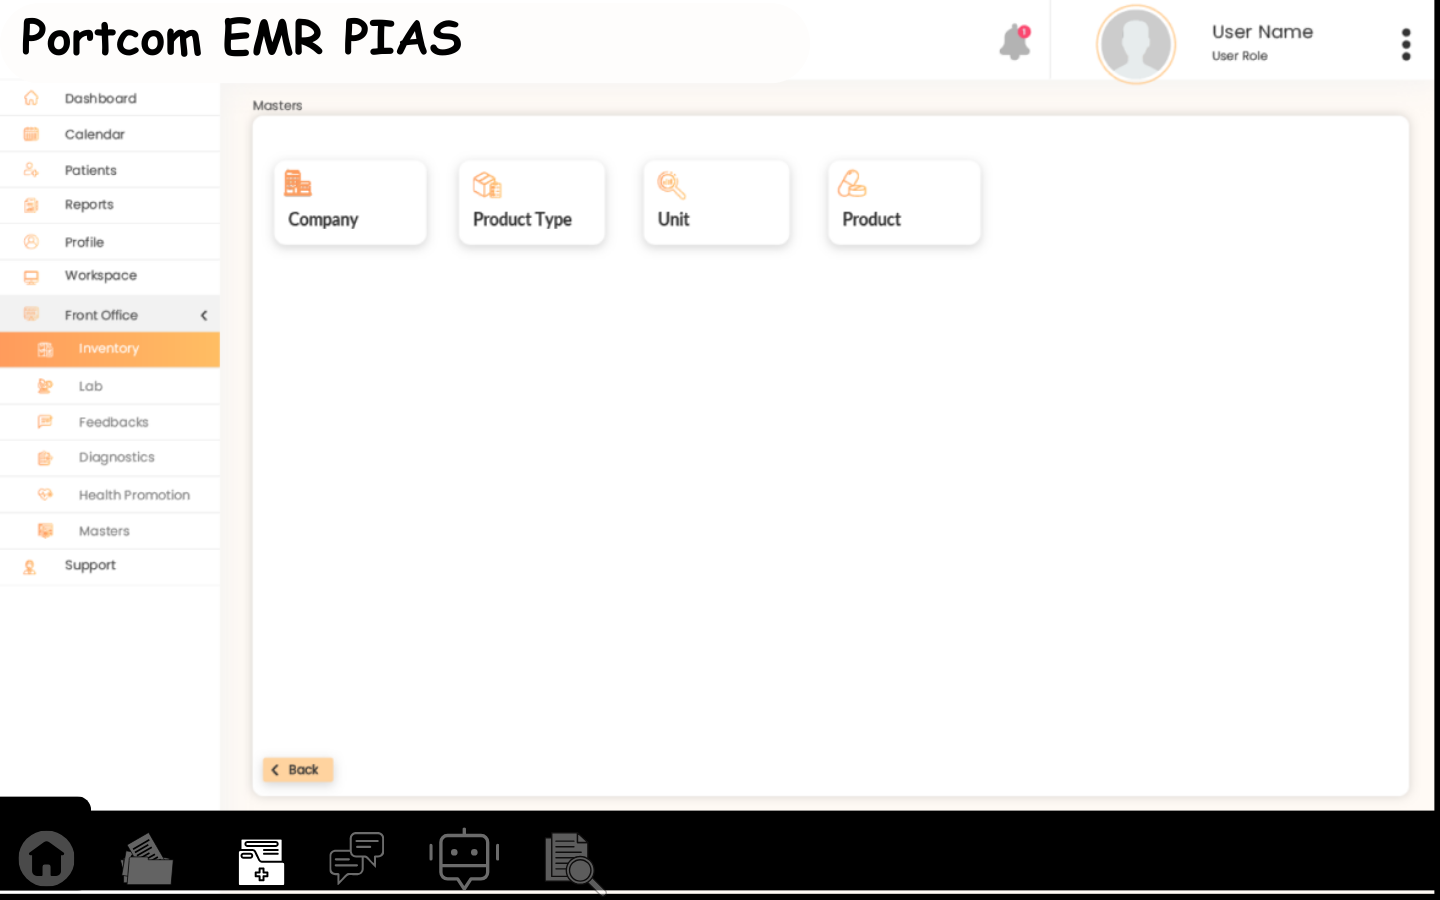 Portcom EMR PIAS
1
User Name
User Role
Dashboard
Calendar
Patients
Reports
Profile
Workspace
Front Office
Inventory
Lab
Feedbacks
Diagnostics
Health Promotion
Masters
Support
Masters
Company
Product Type
Unit
Product
Back